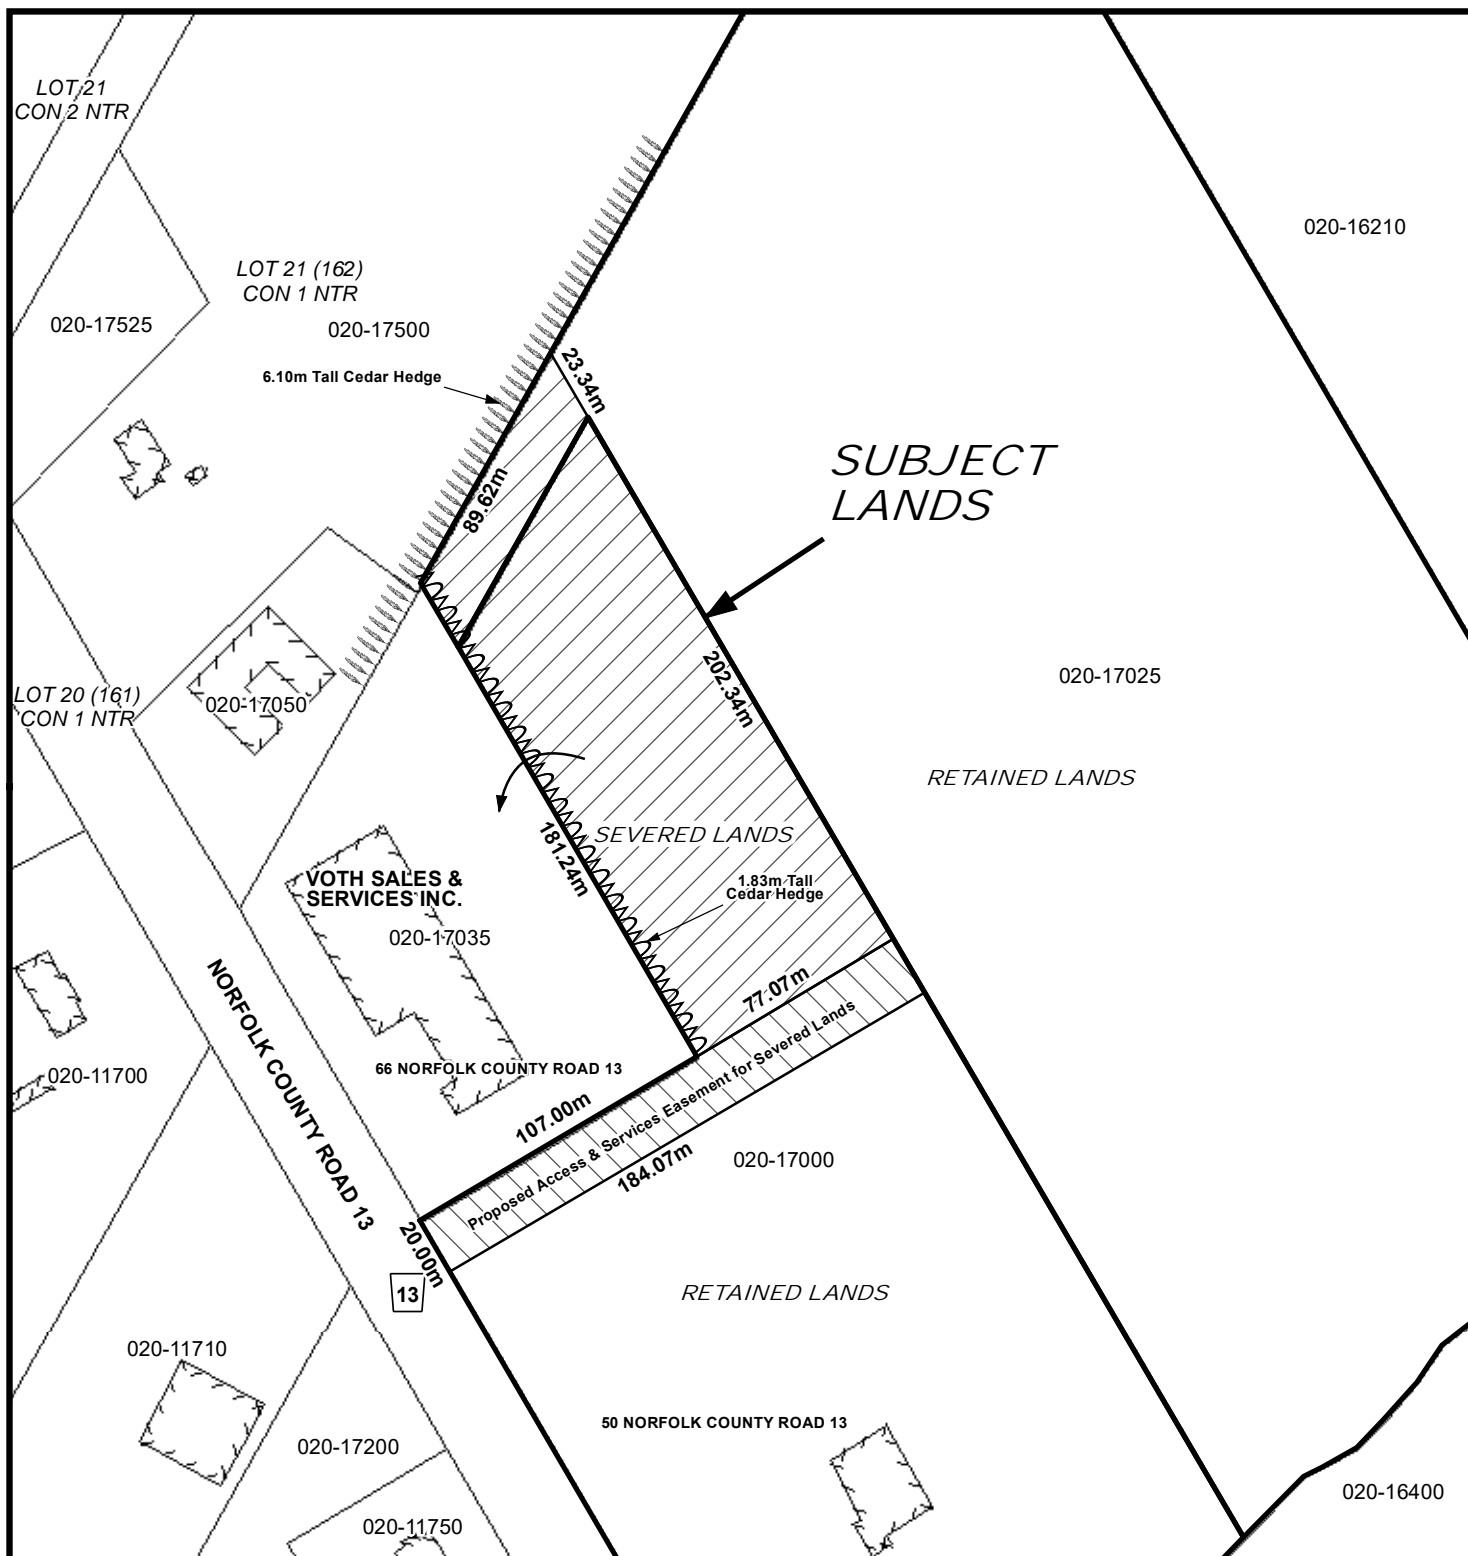 LOT 21
CON 2 NTR
020-16210
LOT 21 (162)
CON 1 NTR
020-17525
020-17500
6.10m Tall Cedar Hedge
23.34m
SUBJECT
LANDS
89.62m
020-17025
202.34m
LOT 20 (161)
CON 1 NTR
020-17050
RETAINED LANDS
SEVERED LANDS
181.24m
VOTH SALES &
SERVICES INC.
1.83m Tall
Cedar Hedge
020-17035
77.07m
NORFOLK COUNTY ROAD 13
66 NORFOLK COUNTY ROAD 13
020-11700
Proposed Access & Services Easement for Severed Lands
107.00m
184.07m
020-17000
20.00m
13
RETAINED LANDS
020-11710
50 NORFOLK COUNTY ROAD 13
020-17200
020-16400
020-11750